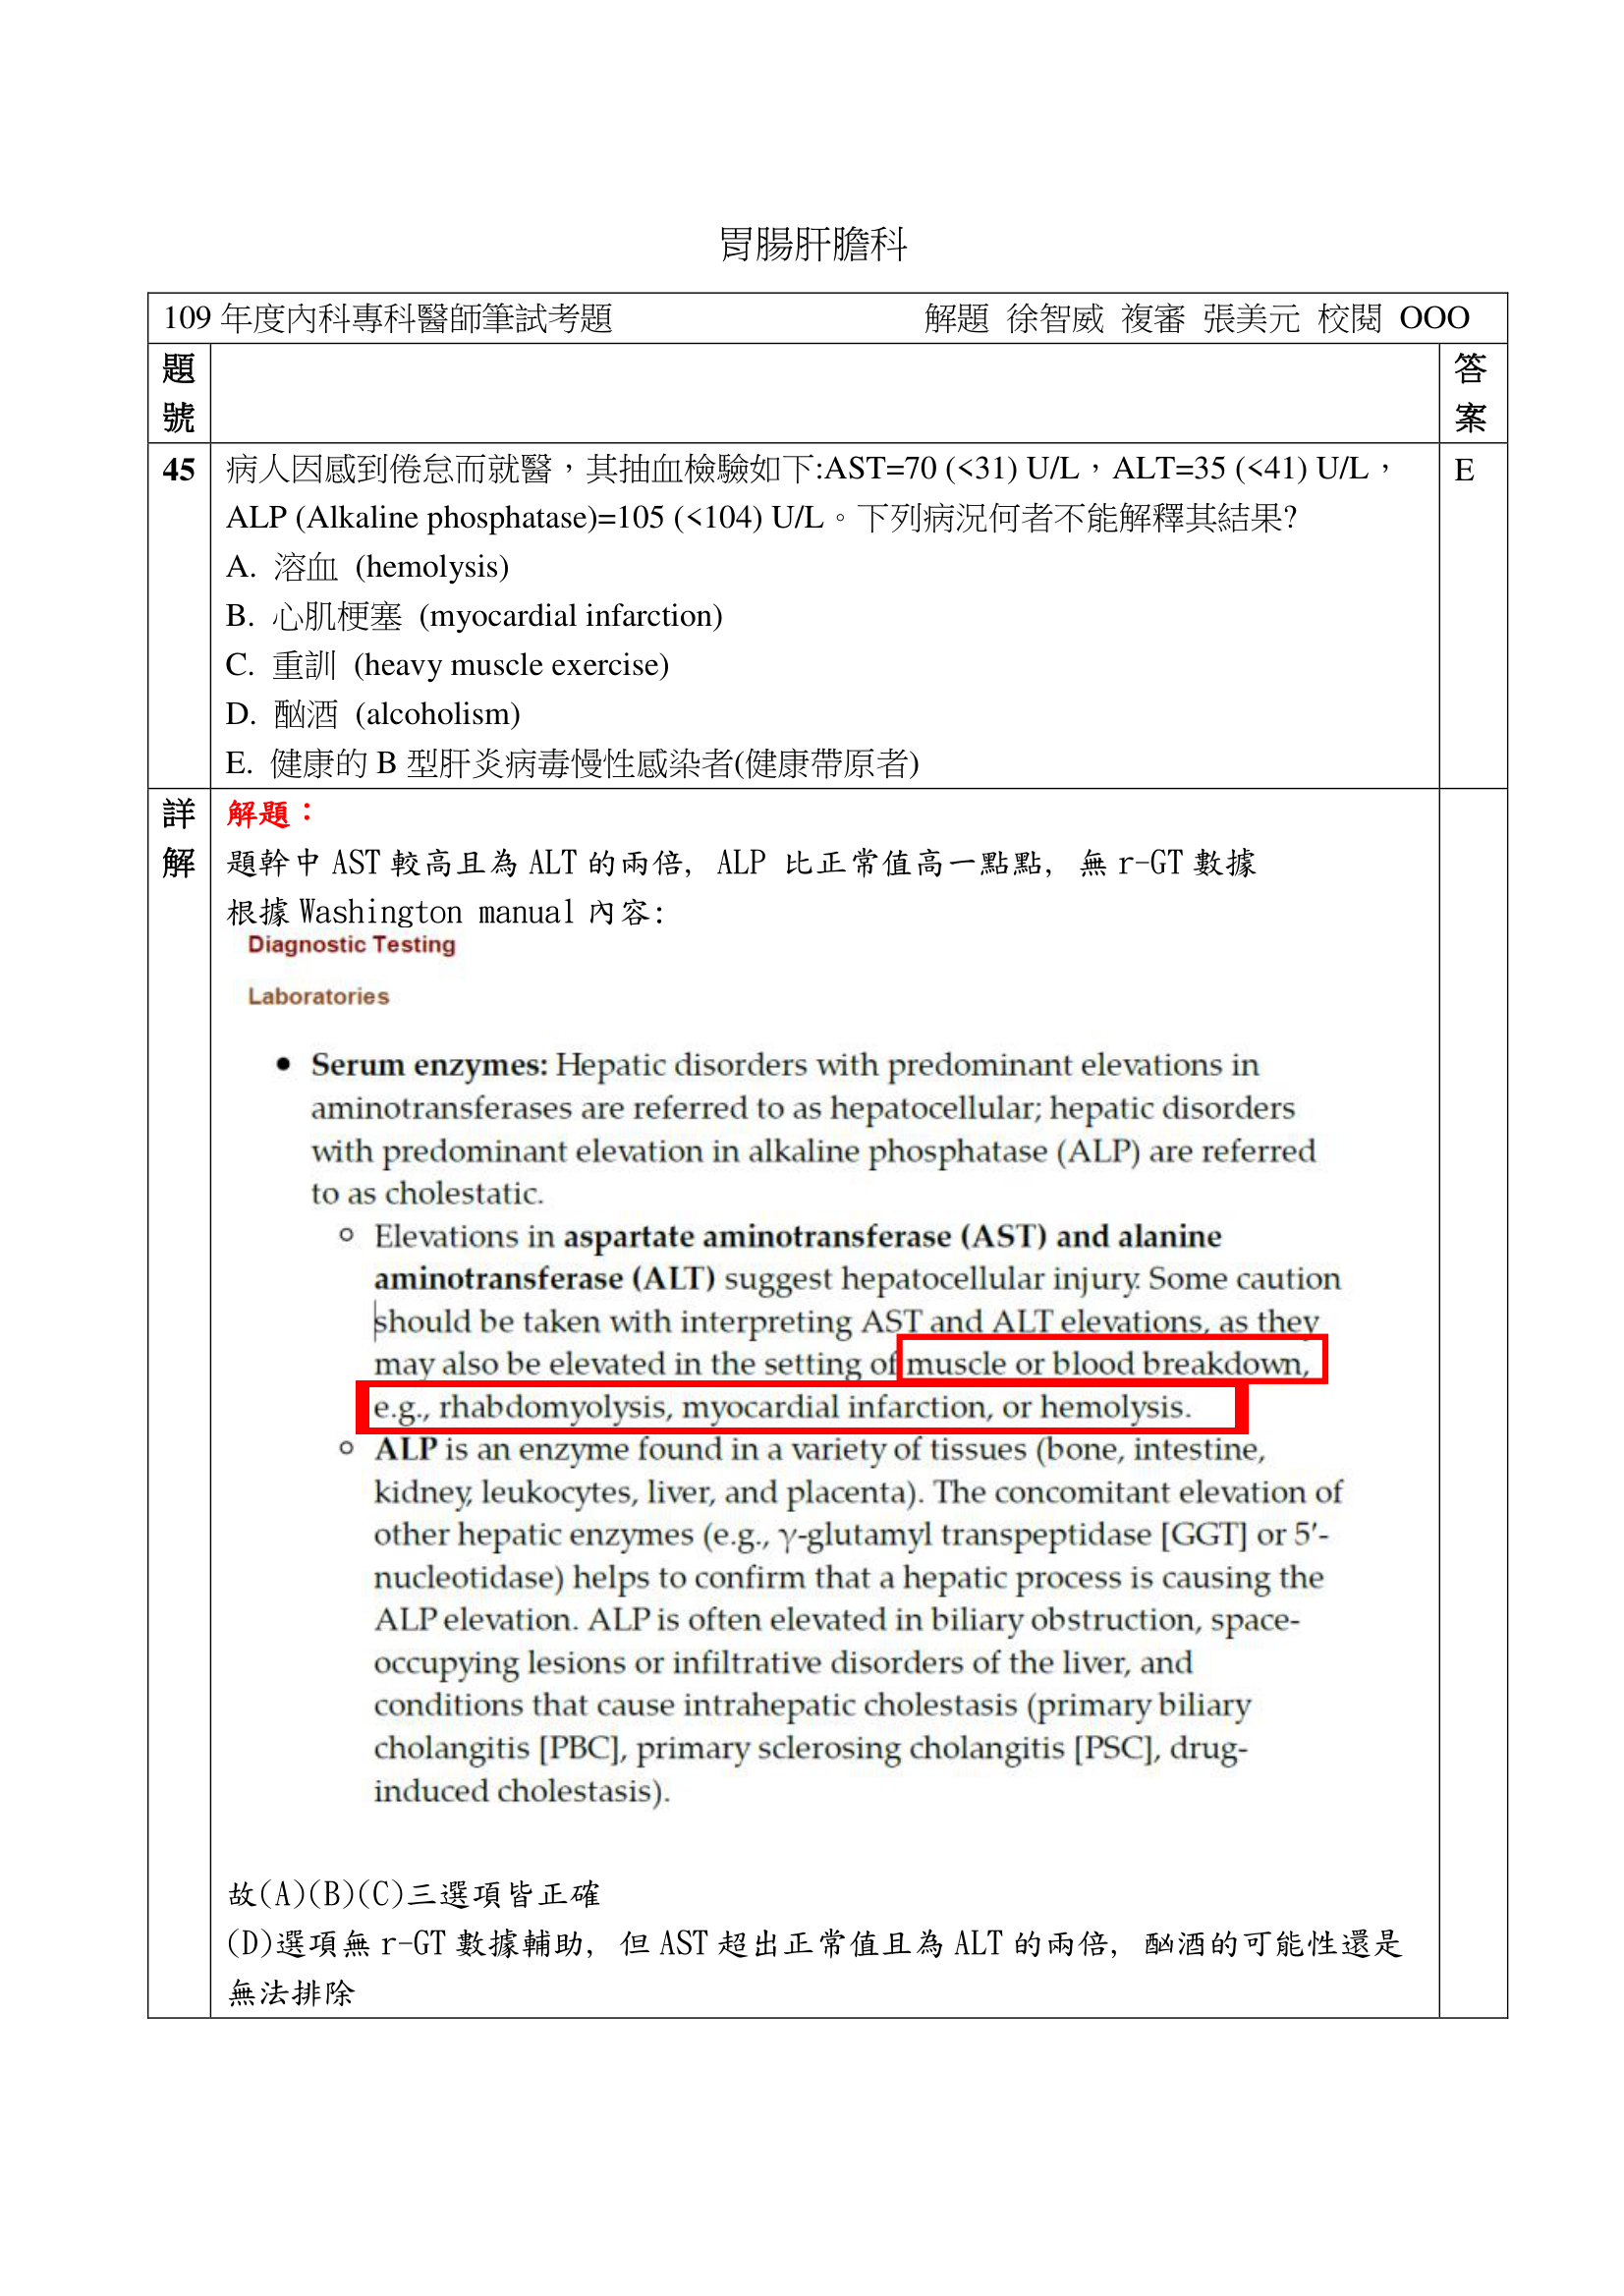 胃腸肝膽科
109 年度內科專科醫師筆試考題 解題 徐智威 複審 張美元 校閱 OOO
題號 答案
45 病人因感到倦怠而就醫，其抽血檢驗如下:AST=70 (<31) U/L，ALT=35 (<41) U/L， E
ALP (Alkaline phosphatase)=105 (<104) U/L。下列病況何者不能解釋其結果?
A. 溶血 (hemolysis)
B. 心肌梗塞 (myocardial infarction)
C. 重訓 (heavy muscle exercise)
D. 酗酒 (alcoholism)
E. 健康的 B 型肝炎病毒慢性感染者(健康帶原者)
詳解 解題：
題幹中 AST 較高且為 ALT 的兩倍, ALP 比正常值高一點點, 無 r-GT 數據
根據 Washington manual 內容:
Diagnostic Testing
Laboratories
• Serum enzymes: Hepatic disorders with predominant elevations in
aminotransferases are referred to as hepatocellular; hepatic disorders
with predominant elevation in alkaline phosphatase (ALP) are referred
to as cholestatic.
○ Elevations in aspartate aminotransferase (AST) and alanine
aminotransferase (ALT) suggest hepatocellular injury. Some caution
should be taken with interpreting AST and ALT elevations, as they
may also be elevated in the setting of muscle or blood breakdown,
e.g., rhabdomyolysis, myocardial infarction, or hemolysis.
○ ALP is an enzyme found in a variety of tissues (bone, intestine,
kidney, leukocytes, liver, and placenta). The concomitant elevation of
other hepatic enzymes (e.g., γ-glutamyl transpeptidase [GGT] or 5′-
nucleotidase) helps to confirm that a hepatic process is causing the
ALP elevation. ALP is often elevated in biliary obstruction, space-
occupying lesions or infiltrative disorders of the liver, and
conditions that cause intrahepatic cholestasis (primary biliary
cholangitis [PBC], primary sclerosing cholangitis [PSC], drug-
induced cholestasis).
故(A)(B)(C)三選項皆正確
(D)選項無 r-GT 數據輔助, 但 AST 超出正常值且為 ALT 的兩倍, 酗酒的可能性還是
無法排除